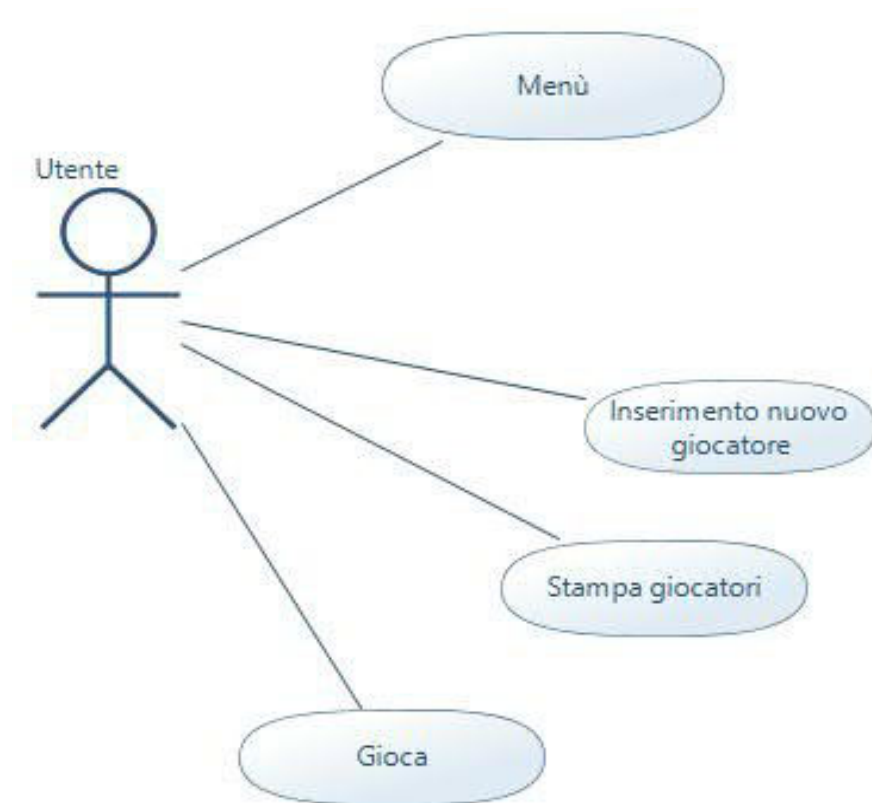 Menù
Utente
Inserimento nuovo
giocatore
Stampa giocatori
Gioca